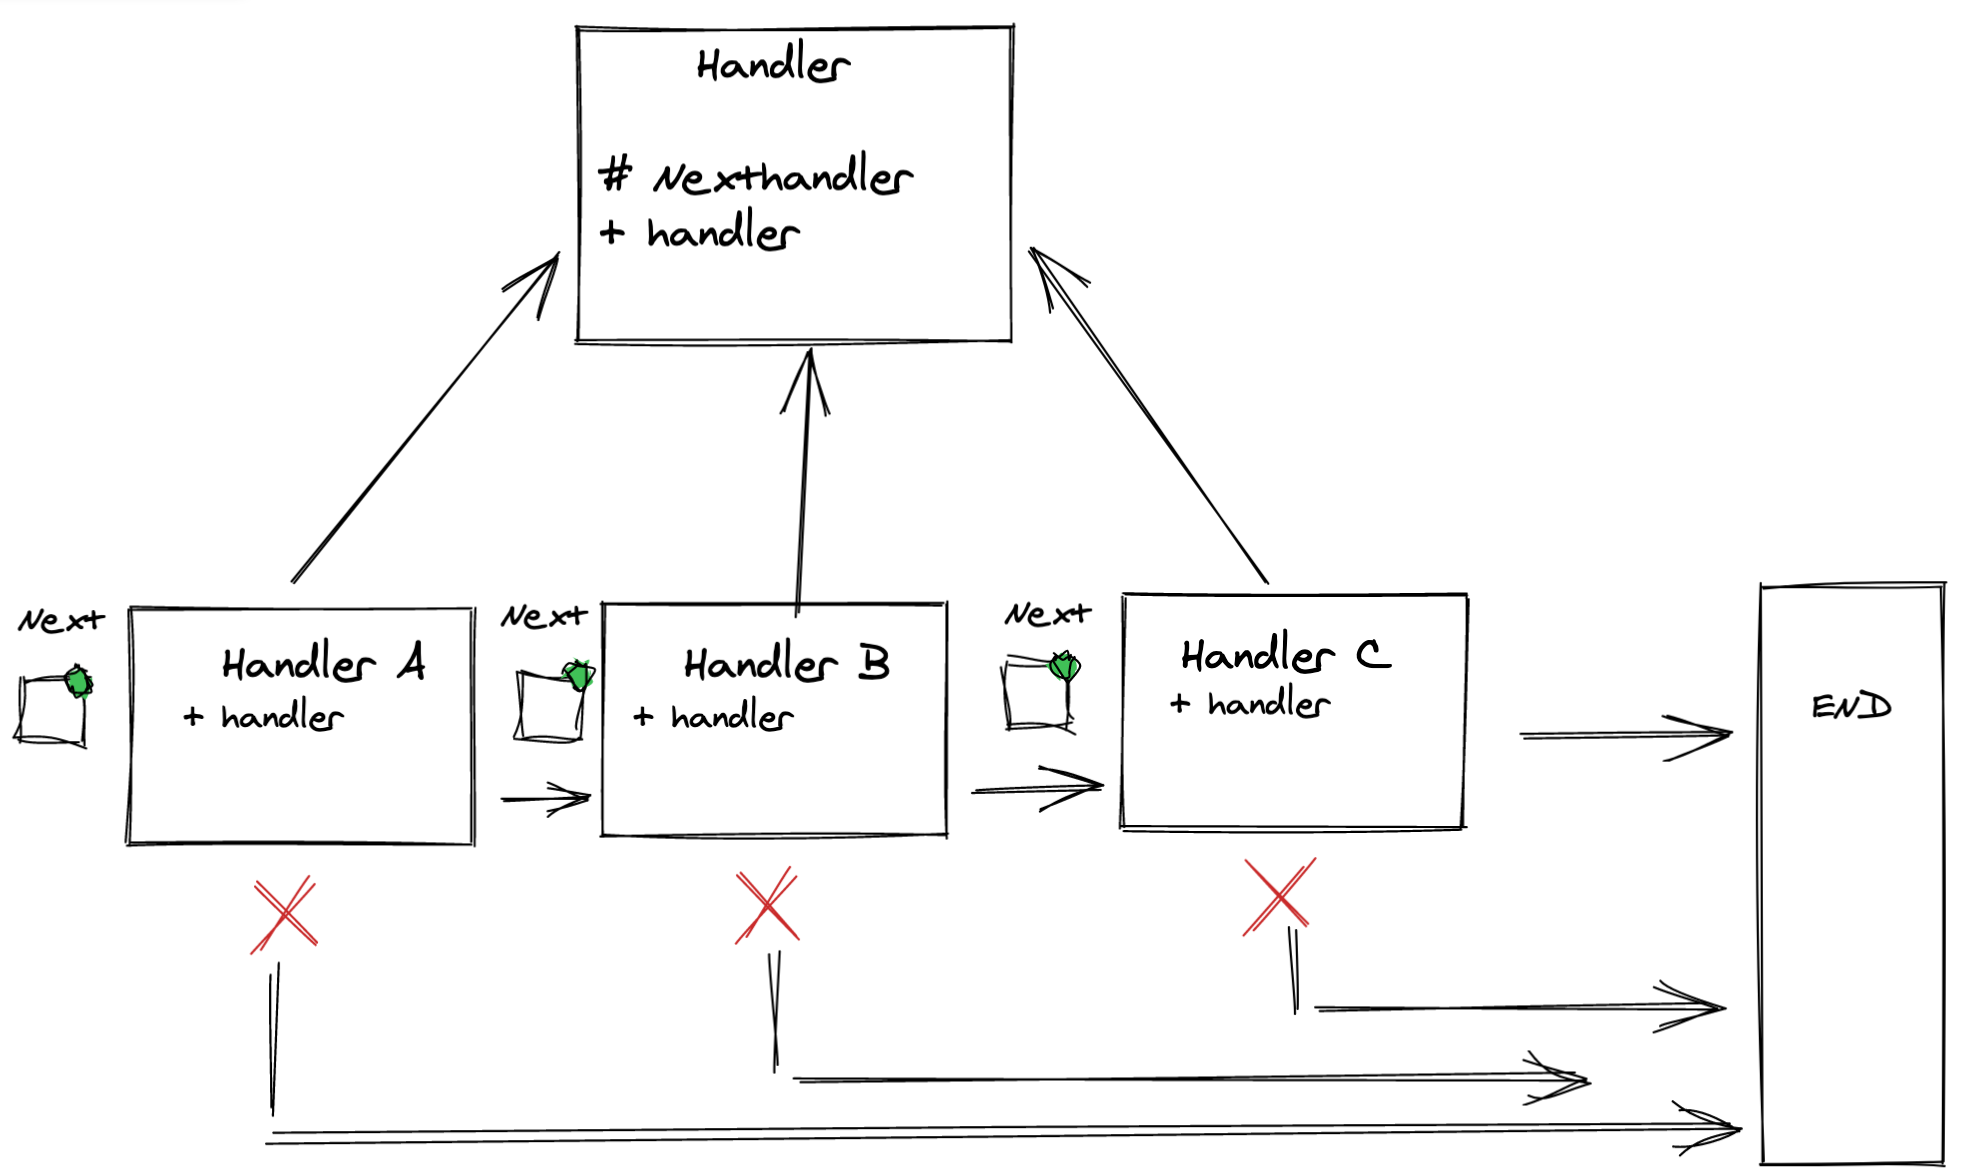 Handler
# Nexthandler
+ handler
Next
Handler A
+ handler
Next
Handler B
+ handler
Next
Handler C
+ handler
END